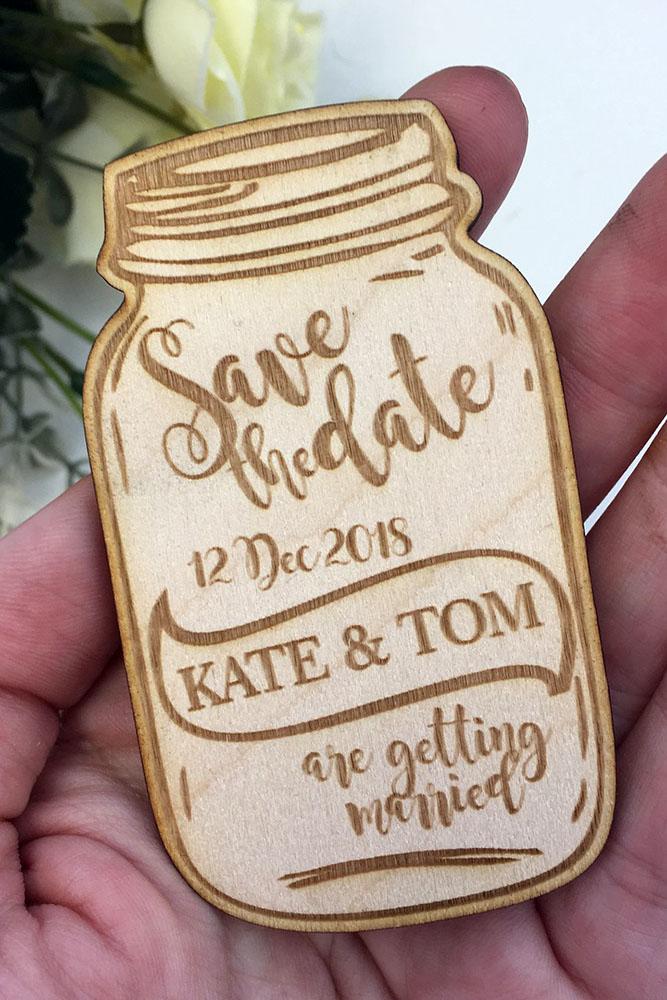 Save
the date
12 Dec 2018
KATE & TOM
are getting
married